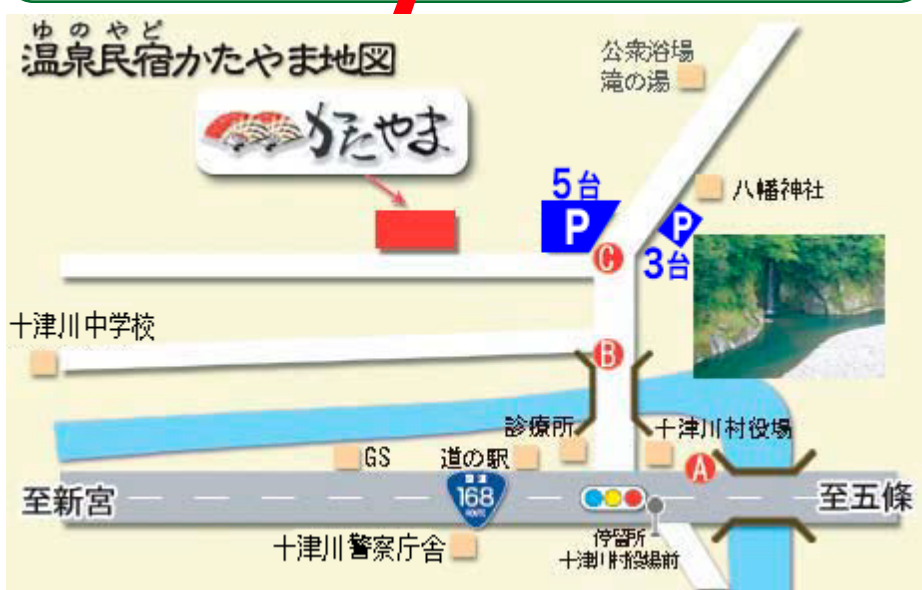 ゆのやど
温泉民宿かたやま地図
公衆浴場
滝の湯
かたやま
5台
P
八幡神社
P
3台
C
十津川中学校
B
診療所
十津川村役場
GS
道の駅
A
至新宮
国道
168
ROUTE
至五條
十津川警察庁舎
停留所
十津川村役場前